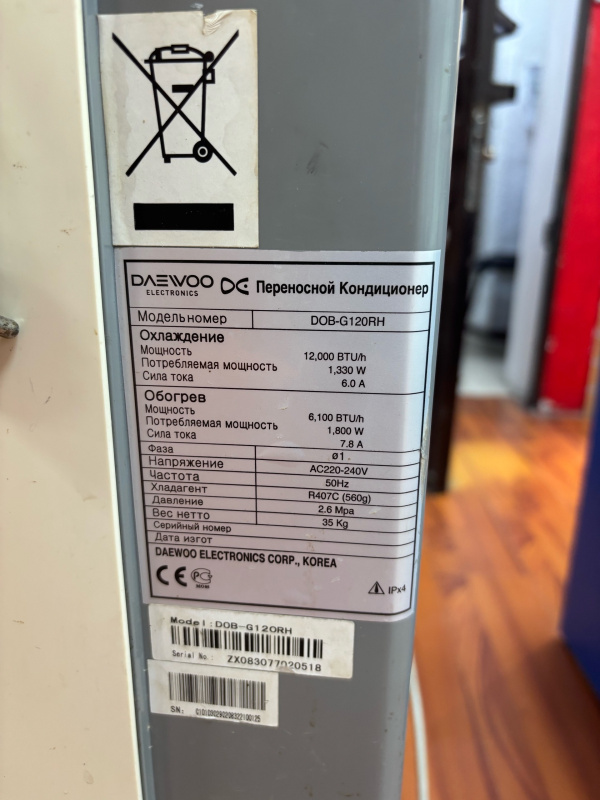 DAEWOO
ELECTRONICS
Переносной Кондиционер
Модель номер DOB-G120RH
Охлаждение
Мощность 12,000 BTU/h
Потребляемая мощность 1,330 W
Сила тока 6.0 A
Обогрев
Мощность 6,100 BTU/h
Потребляемая мощность 1,800 W
Сила тока 7.8 A
Фаза ø1
Напряжение AC220-240V
Частота 50Hz
Хладагент R407C (560g)
Давление 2.6 Mpa
Вес нетто 35 Kg
Серийный номер
Дата изгот
DAEWOO ELECTRONICS CORP., KOREA
CE
IPx4
Model:DOB-G120RH
Serial No.: ZX083077020518
SN: